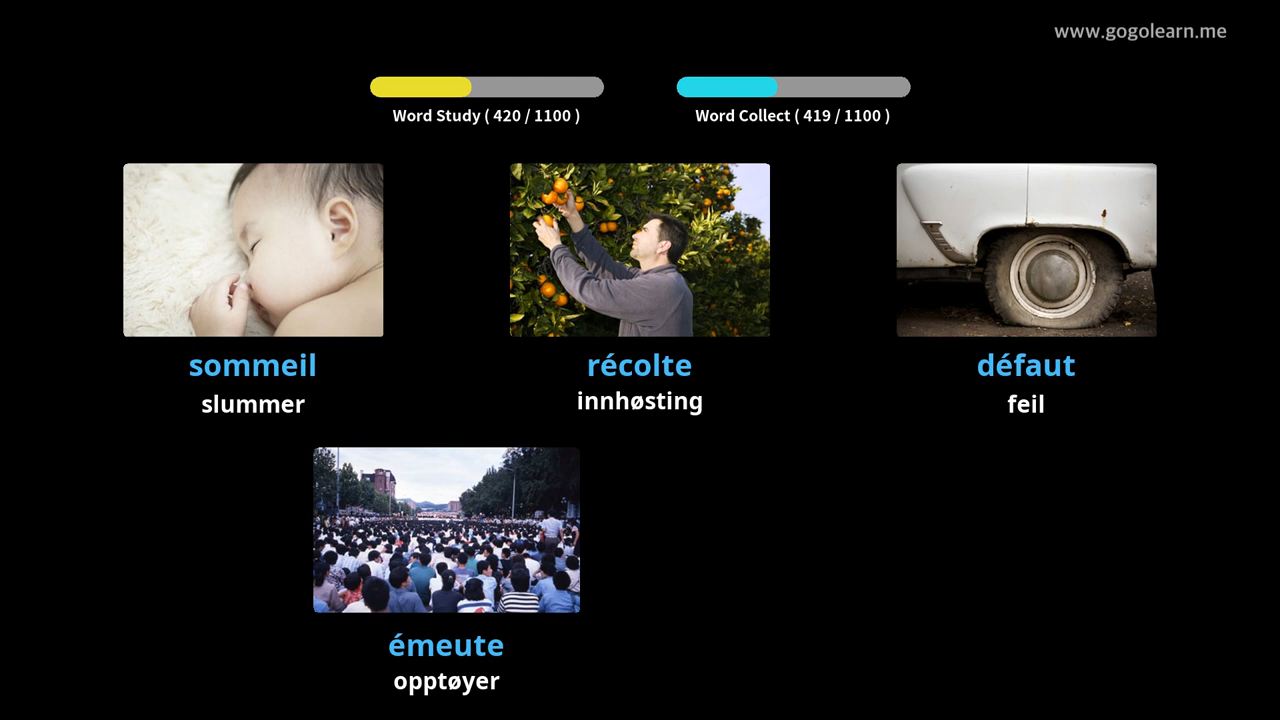 www.gogolearn.me
Word Study ( 420 / 1100 )
Word Collect ( 419 / 1100 )
sommeil
slummer
récolte
innhøsting
défaut
feil
émeute
opptøyer